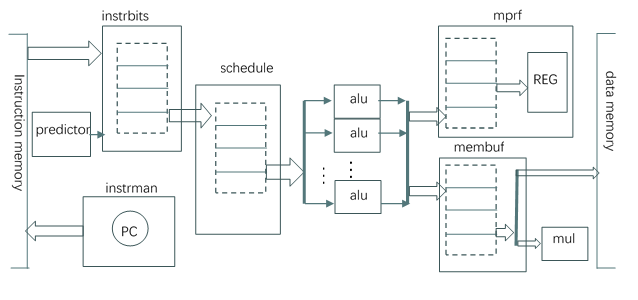 instrbits
mprf
schedule
Instruction memory
predictor
alu
alu
alu
REG
data memory
membuf
instrman
PC
mul